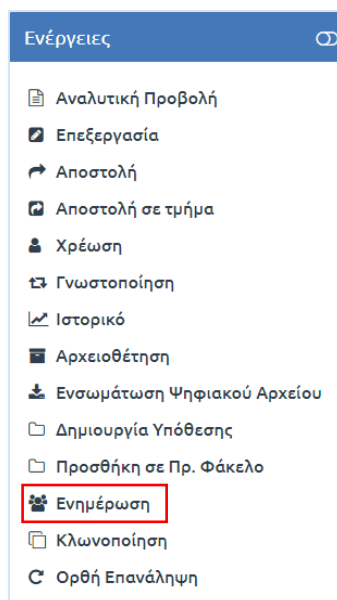 Ενέργειες
Αναλυτική Προβολή
Επεξεργασία
Αποστολή
Αποστολή σε τμήμα
Χρέωση
Γνωστοποίηση
Ιστορικό
Αρχειοθέτηση
Ενσωμάτωση Ψηφιακού Αρχείου
Δημιουργία Υπόθεσης
Προσθήκη σε Πρ. Φάκελο
Ενημέρωση
Κλωνοποίηση
Ορθή Επανάληψη